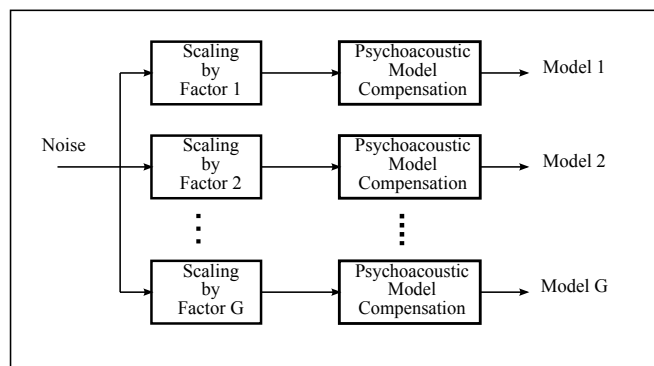 Scaling
by
Factor 1
Psychoacoustic
Model
Compensation
Model 1
Noise
Scaling
by
Factor 2
Psychoacoustic
Model
Compensation
Model 2
Scaling
by
Factor G
Psychoacoustic
Model
Compensation
Model G